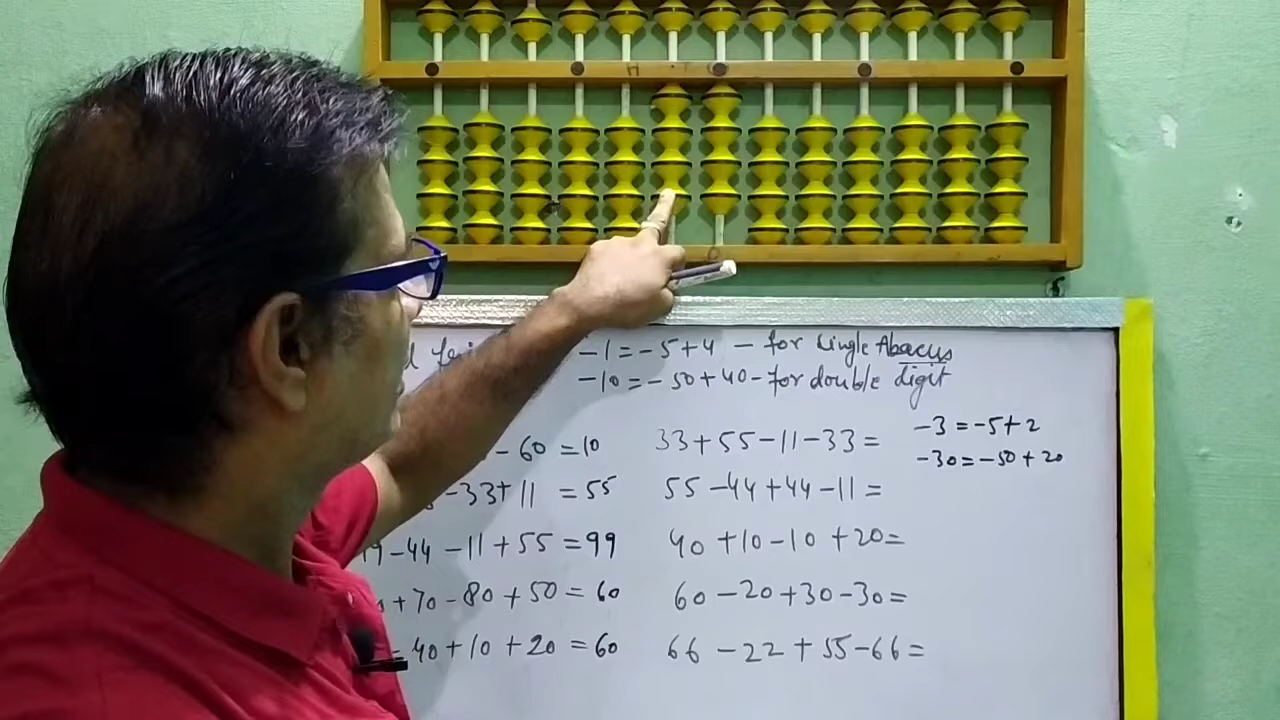 -1 = -5+4 - for single Abacus
-10 = -50+40 - for double digit
-60 = 10
-33+11 = 55
-44 -11 +55 = 99
+70 -80 +50 = 60
40 +10 +20 = 60
33+55-11-33 =
55 -44 +44 -11 =
40 +10 -10 +20 =
60 -20 +30 -30 =
66 -22 +55 -66 =
-3 = -5+2
-30 = -50+20